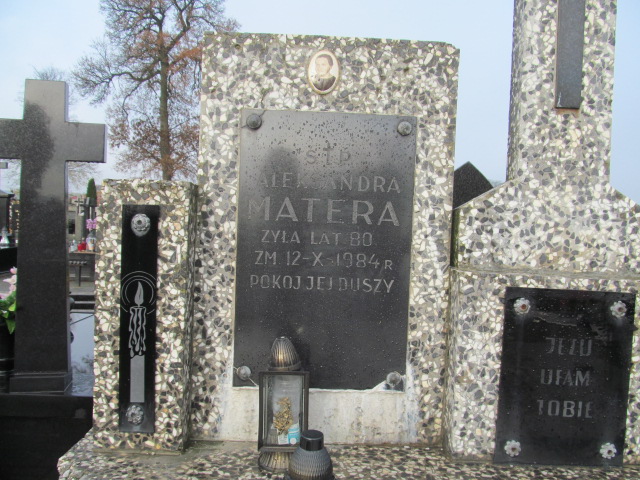 Ś.P.
ALEKSANDRA
MATERA
ŻYŁA LAT 80
ZM 12-X-1984 R
POKÓJ JEJ DUSZY
JEZU
UFAM
TOBIE